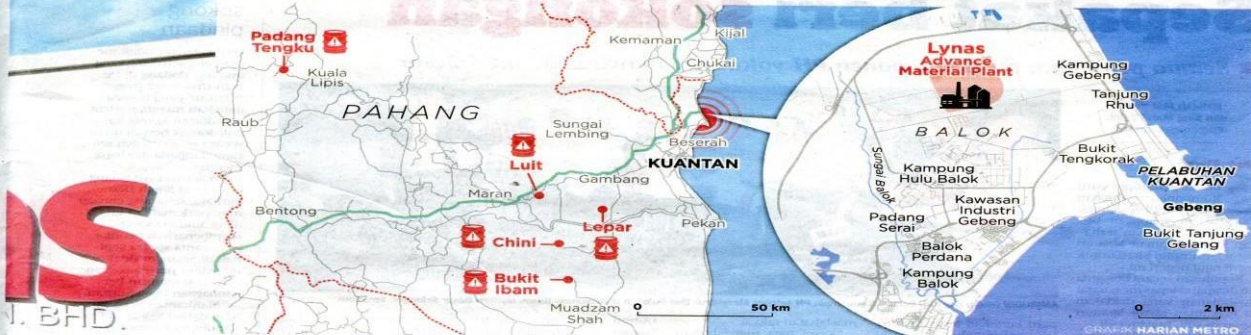 Padang
Tengku
Kuala
Lipis
Raub
PAHANG
Bentong
Maran
Luit
Sungai
Lembing
Gambang
Lepar
Chini
Bukit
Ibam
Muadzam
Shah
Pekan
KUANTAN
Beserah
Kemaman
Kijal
Chukai
0
50 km
Lynas
Advance
Material Plant
BALOK
Kampung
Gebeng
Tanjung
Rhu
Bukit
Tengkorak
PELABUHAN
KUANTAN
Gebeng
Bukit Tanjung
Gelang
Sungai Balok
Kampung
Hulu Balok
Kawasan
Industri
Gebeng
Padang
Serai
Balok
Perdana
Kampung
Balok
0
2 km
GRAFIK HARIAN METRO
N. BHD.